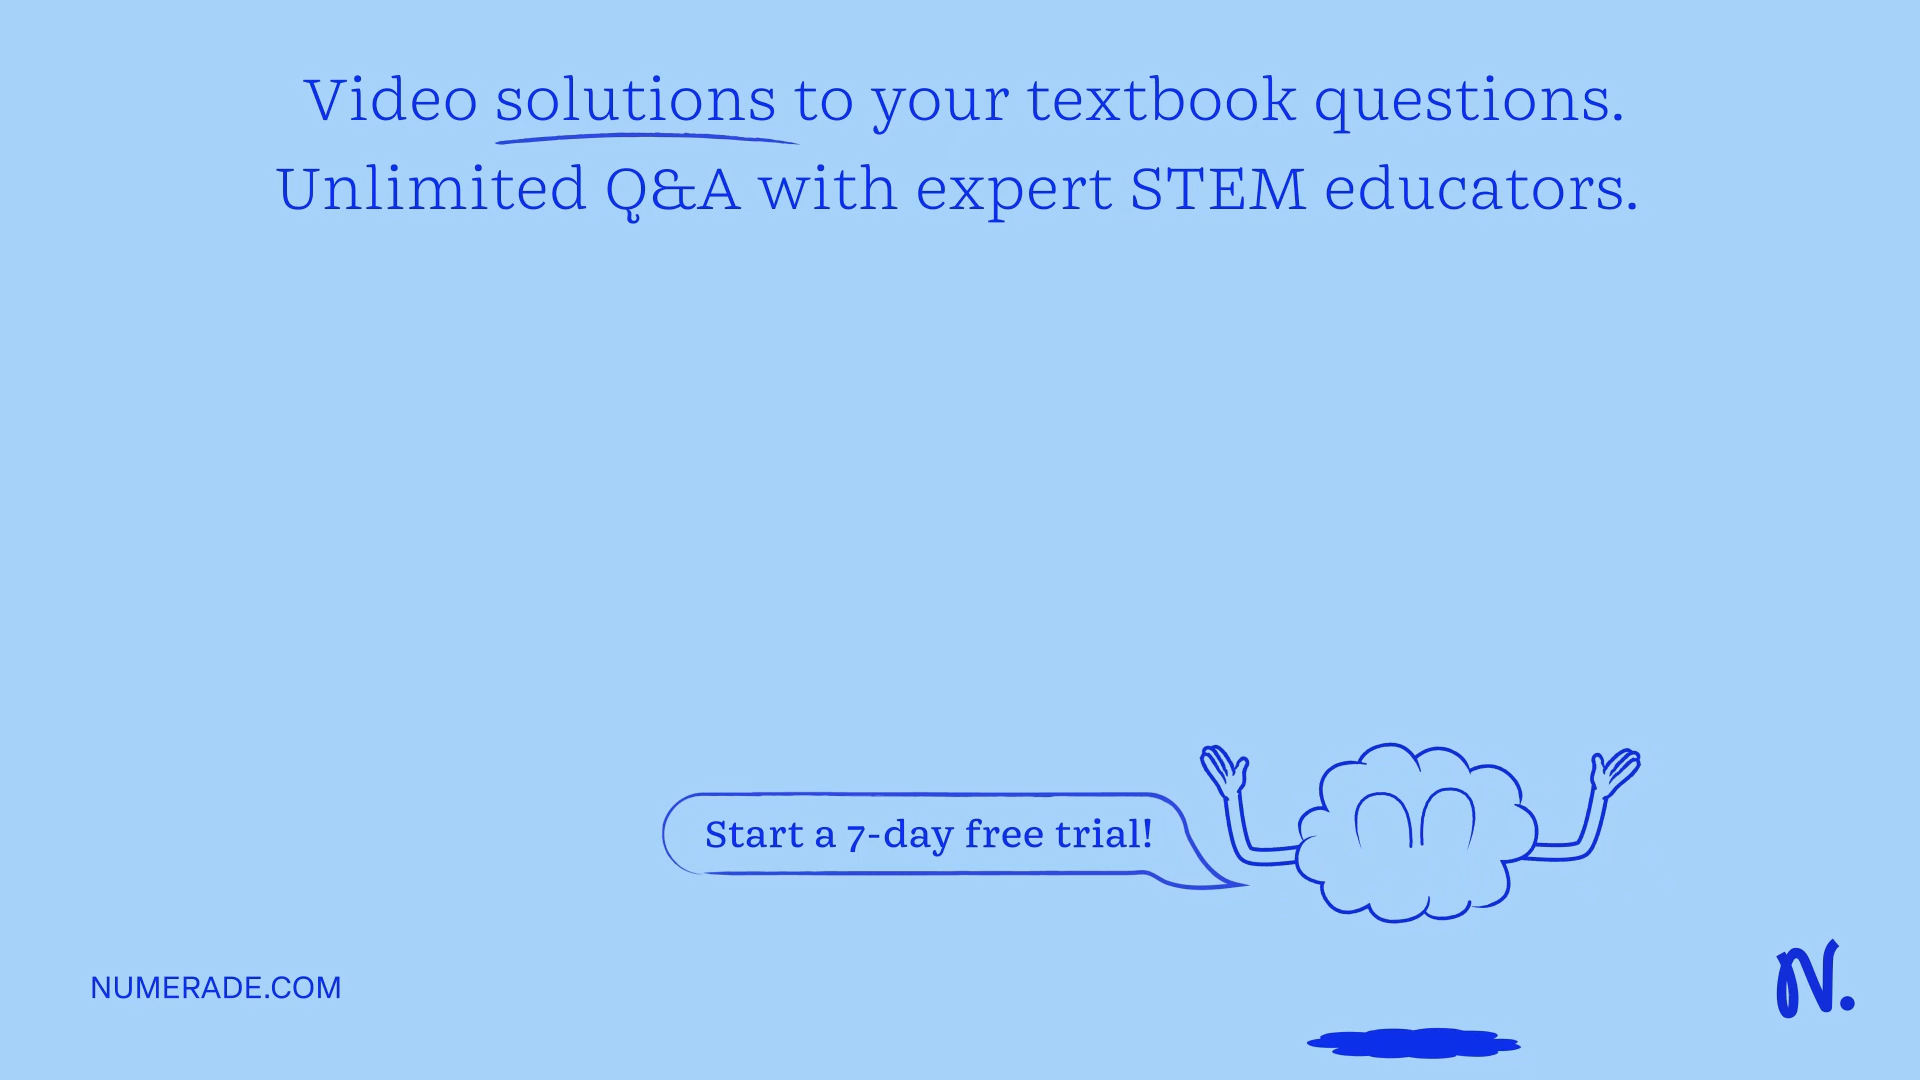 Video solutions to your textbook questions.
Unlimited Q&A with expert STEM educators.
Start a 7-day free trial!
NUMERADE.COM
N.